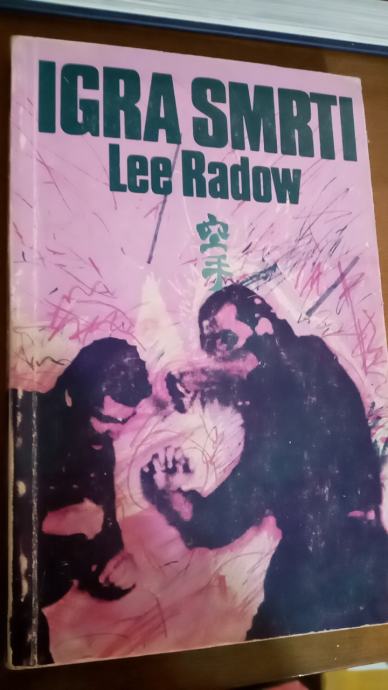 IGRA SMRTI
Lee Radow
空
手